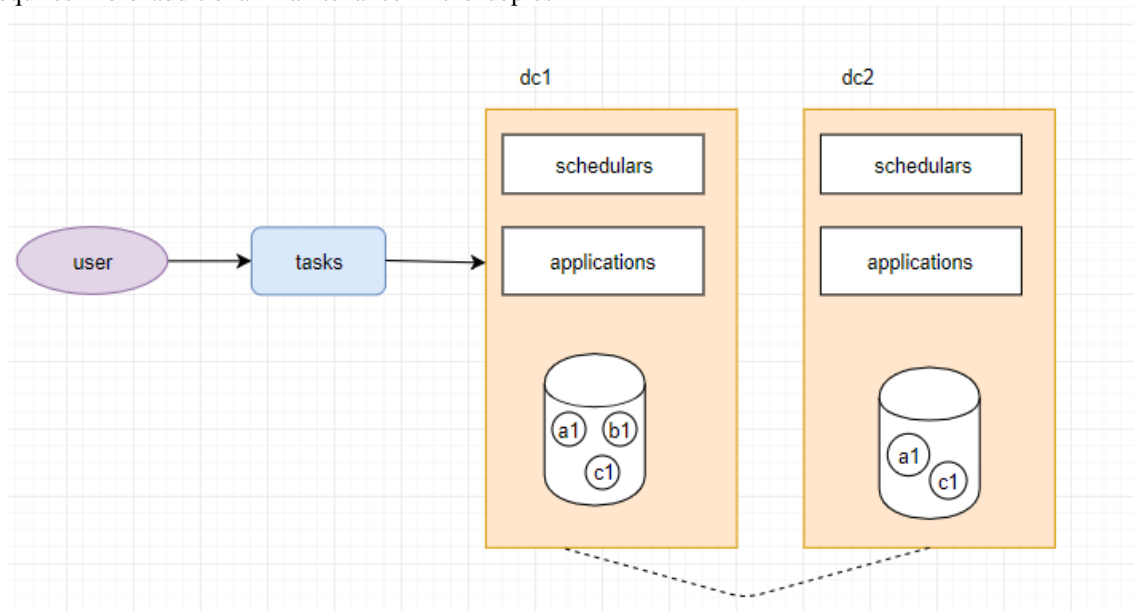 dc1 dc2
schedulars schedulars
user tasks applications applications
a1 b1
c1
a1
c1